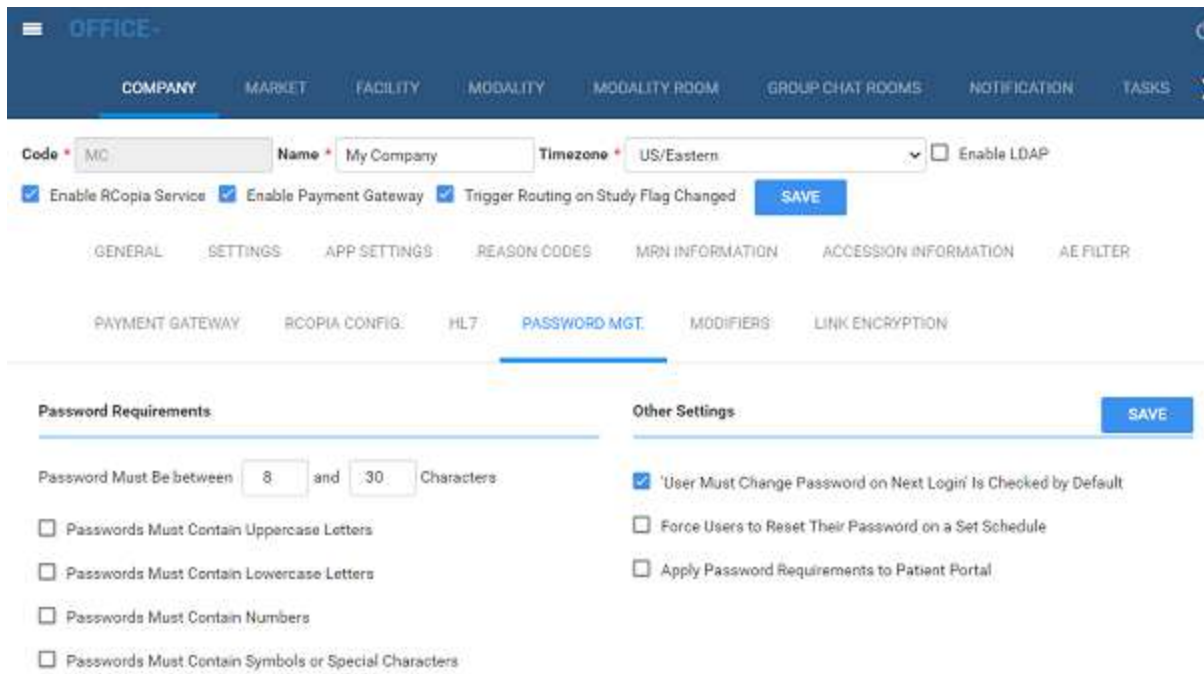 OFFICE-
COMPANY MARKET FACILITY MODALITY MODALITY ROOM GROUP CHAT ROOMS NOTIFICATION TASKS
Code * MC Name * My Company Timezone * US/Eastern Enable LDAP
Enable RCopia Service Enable Payment Gateway Trigger Routing on Study Flag Changed SAVE
GENERAL SETTINGS APP SETTINGS REASON CODES MRN INFORMATION ACCESSION INFORMATION AE FILTER
PAYMENT GATEWAY RCOPIA CONFIG. HL7 PASSWORD MGT. MODIFIERS LINK ENCRYPTION
Password Requirements
Password Must Be between 8 and 30 Characters
Passwords Must Contain Uppercase Letters
Passwords Must Contain Lowercase Letters
Passwords Must Contain Numbers
Passwords Must Contain Symbols or Special Characters
Other Settings SAVE
'User Must Change Password on Next Login' Is Checked by Default
Force Users to Reset Their Password on a Set Schedule
Apply Password Requirements to Patient Portal